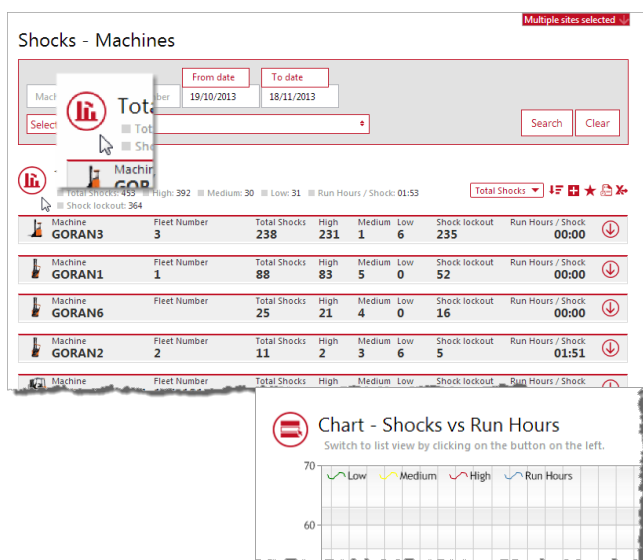 Multiple sites selected
Shocks - Machines
From date
To date
19/10/2013
18/11/2013
Search
Clear
Total Shocks: 453 High: 392 Medium: 30 Low: 31 Run Hours / Shock: 01:53
Shock lockout: 364
Total Shocks
Machine Fleet Number Total Shocks High Medium Low Shock lockout Run Hours / Shock
GORAN3 3 238 231 1 6 235 00:00
Machine Fleet Number Total Shocks High Medium Low Shock lockout Run Hours / Shock
GORAN1 1 88 83 5 0 52 00:00
Machine Fleet Number Total Shocks High Medium Low Shock lockout Run Hours / Shock
GORAN6 6 25 21 4 0 16 00:00
Machine Fleet Number Total Shocks High Medium Low Shock lockout Run Hours / Shock
GORAN2 2 11 2 3 6 5 01:51
Machine Fleet Number Total Shocks High Medium Low Shock lockout Run Hours / Shock
Chart - Shocks vs Run Hours
Switch to list view by clicking on the button on the left.
70
Low Medium High Run Hours
60